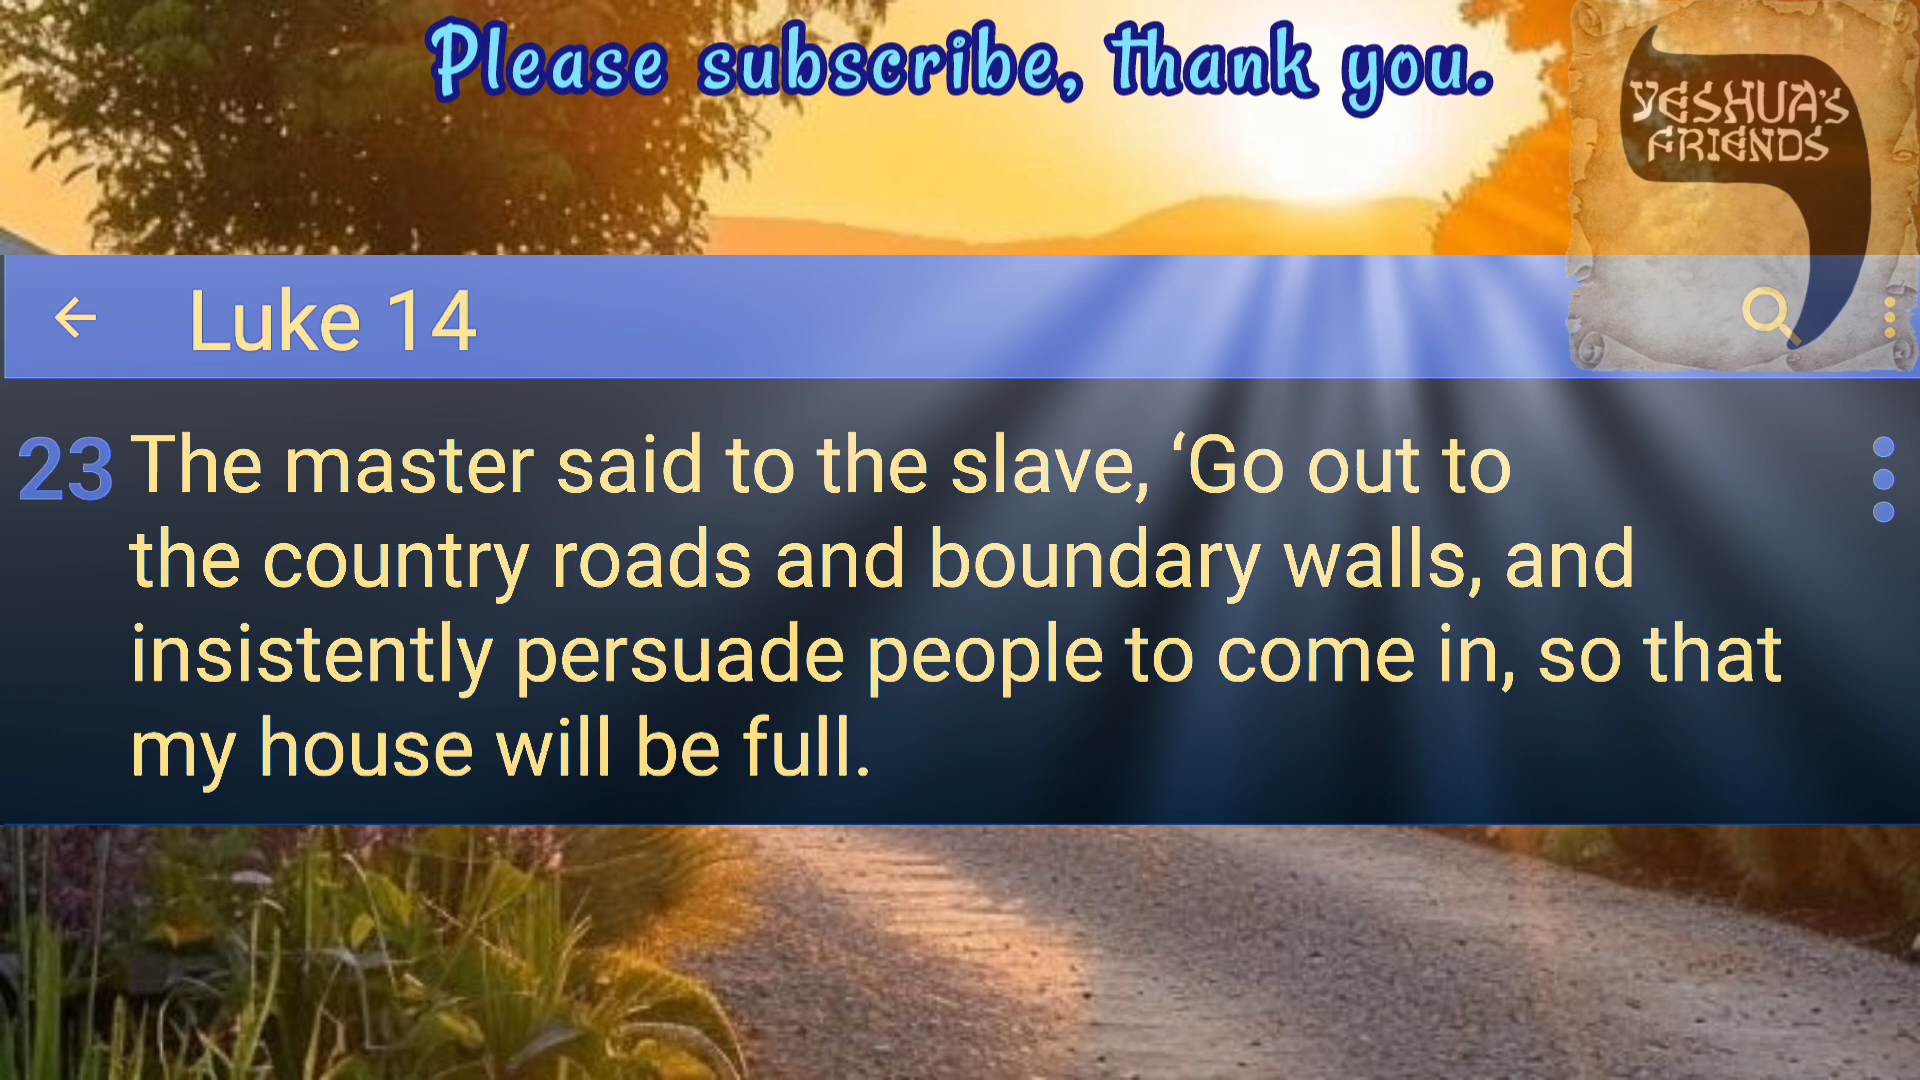 Please subscribe, thank you.
YESHUA'S
FRIENDS
Luke 14
23 The master said to the slave, ‘Go out to
the country roads and boundary walls, and
insistently persuade people to come in, so that
my house will be full.